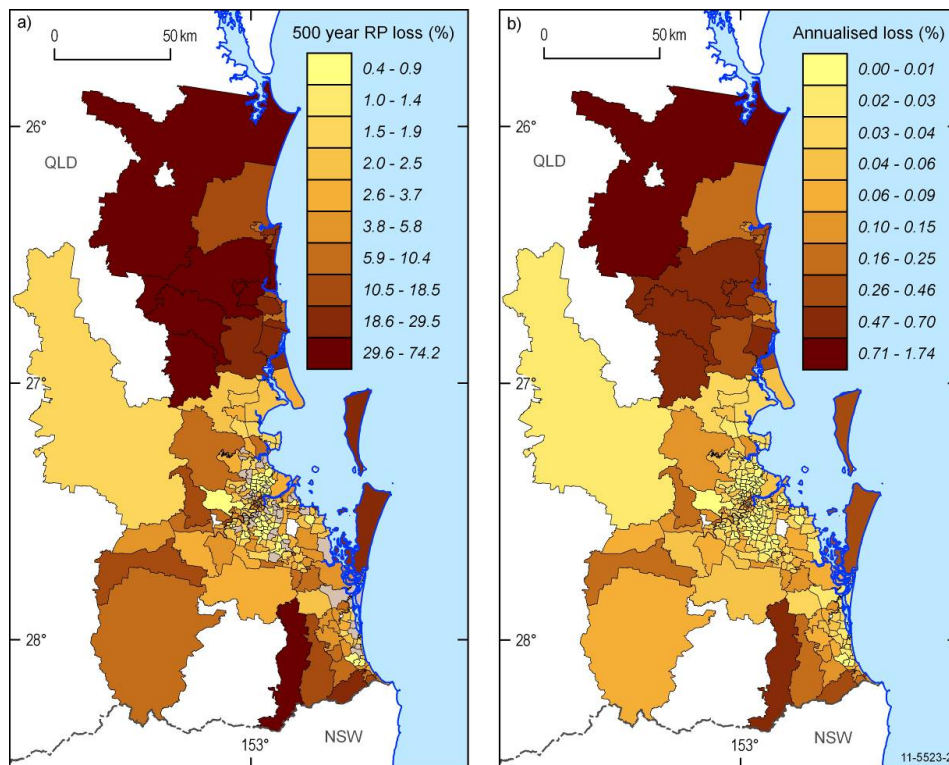 a)
500 year RP loss (%)
0
50 km
0.4 - 0.9
1.0 - 1.4
1.5 - 1.9
2.0 - 2.5
2.6 - 3.7
3.8 - 5.8
5.9 - 10.4
10.5 - 18.5
18.6 - 29.5
29.6 - 74.2
26°
QLD
27°
28°
153°
NSW
b)
Annualised loss (%)
0
50 km
0.00 - 0.01
0.02 - 0.03
0.03 - 0.04
0.04 - 0.06
0.06 - 0.09
0.10 - 0.15
0.16 - 0.25
0.26 - 0.46
0.47 - 0.70
0.71 - 1.74
26°
QLD
27°
28°
153°
NSW